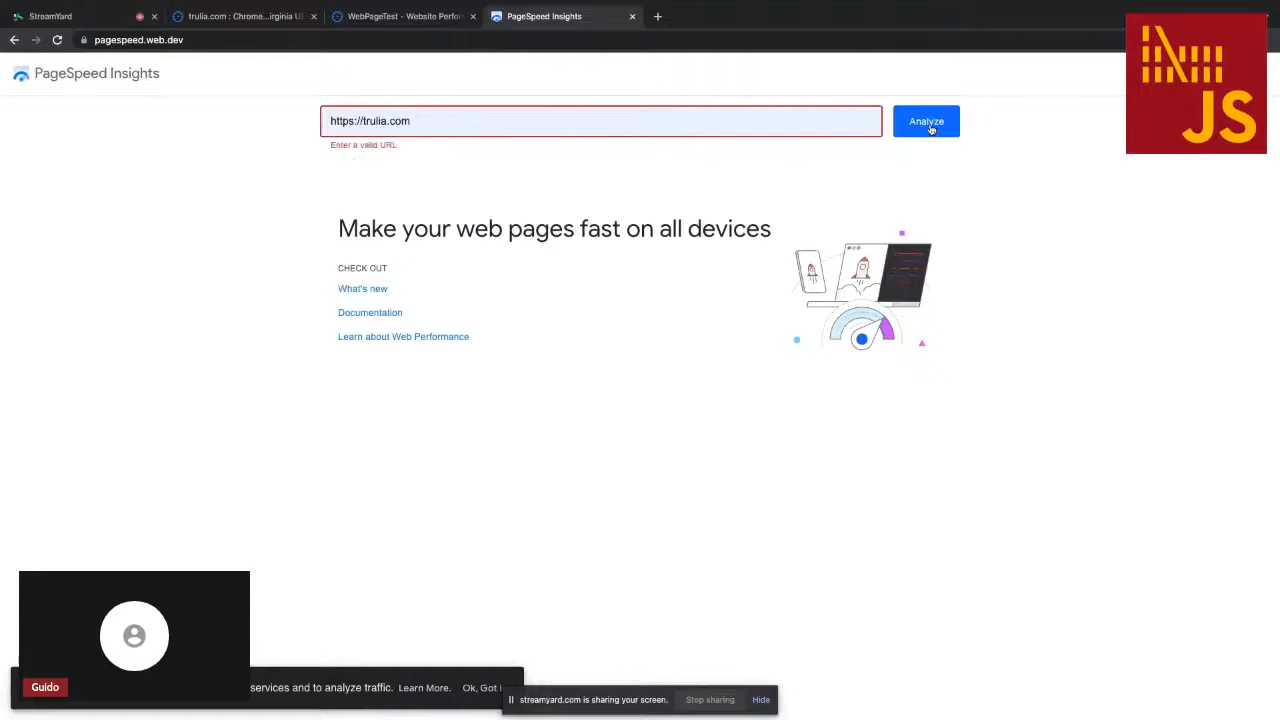 StreamYard
trulia.com : Chrome...irginia U
WebPageTest - Website Perfor
PageSpeed Insights
pagespeed.web.dev
PageSpeed Insights
https://trulia.com
Analyze
Enter a valid URL
JS
Make your web pages fast on all devices
CHECK OUT
What's new
Documentation
Learn about Web Performance
Guido
services and to analyze traffic. Learn More. Ok, Got
streamyard.com is sharing your screen. Stop sharing Hide